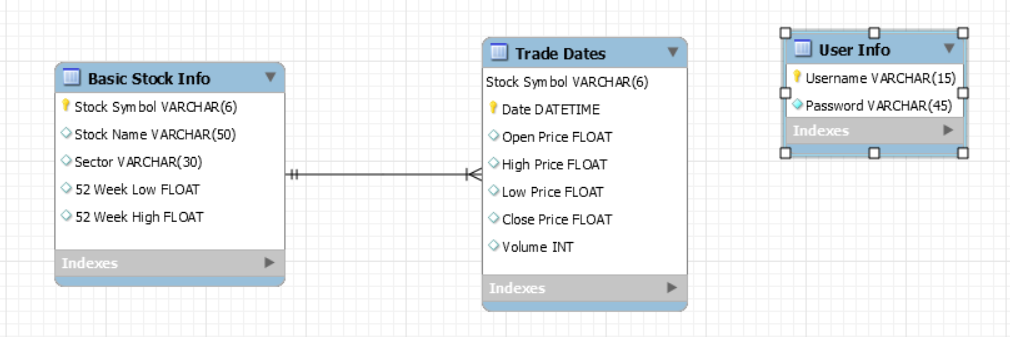 Basic Stock Info
Stock Symbol VARCHAR(6)
Stock Name VARCHAR(50)
Sector VARCHAR(30)
52 Week Low FLOAT
52 Week High FLOAT
Indexes
Trade Dates
Stock Symbol VARCHAR(6)
Date DATETIME
Open Price FLOAT
High Price FLOAT
Low Price FLOAT
Close Price FLOAT
Volume INT
Indexes
User Info
Username VARCHAR(15)
Password VARCHAR(45)
Indexes